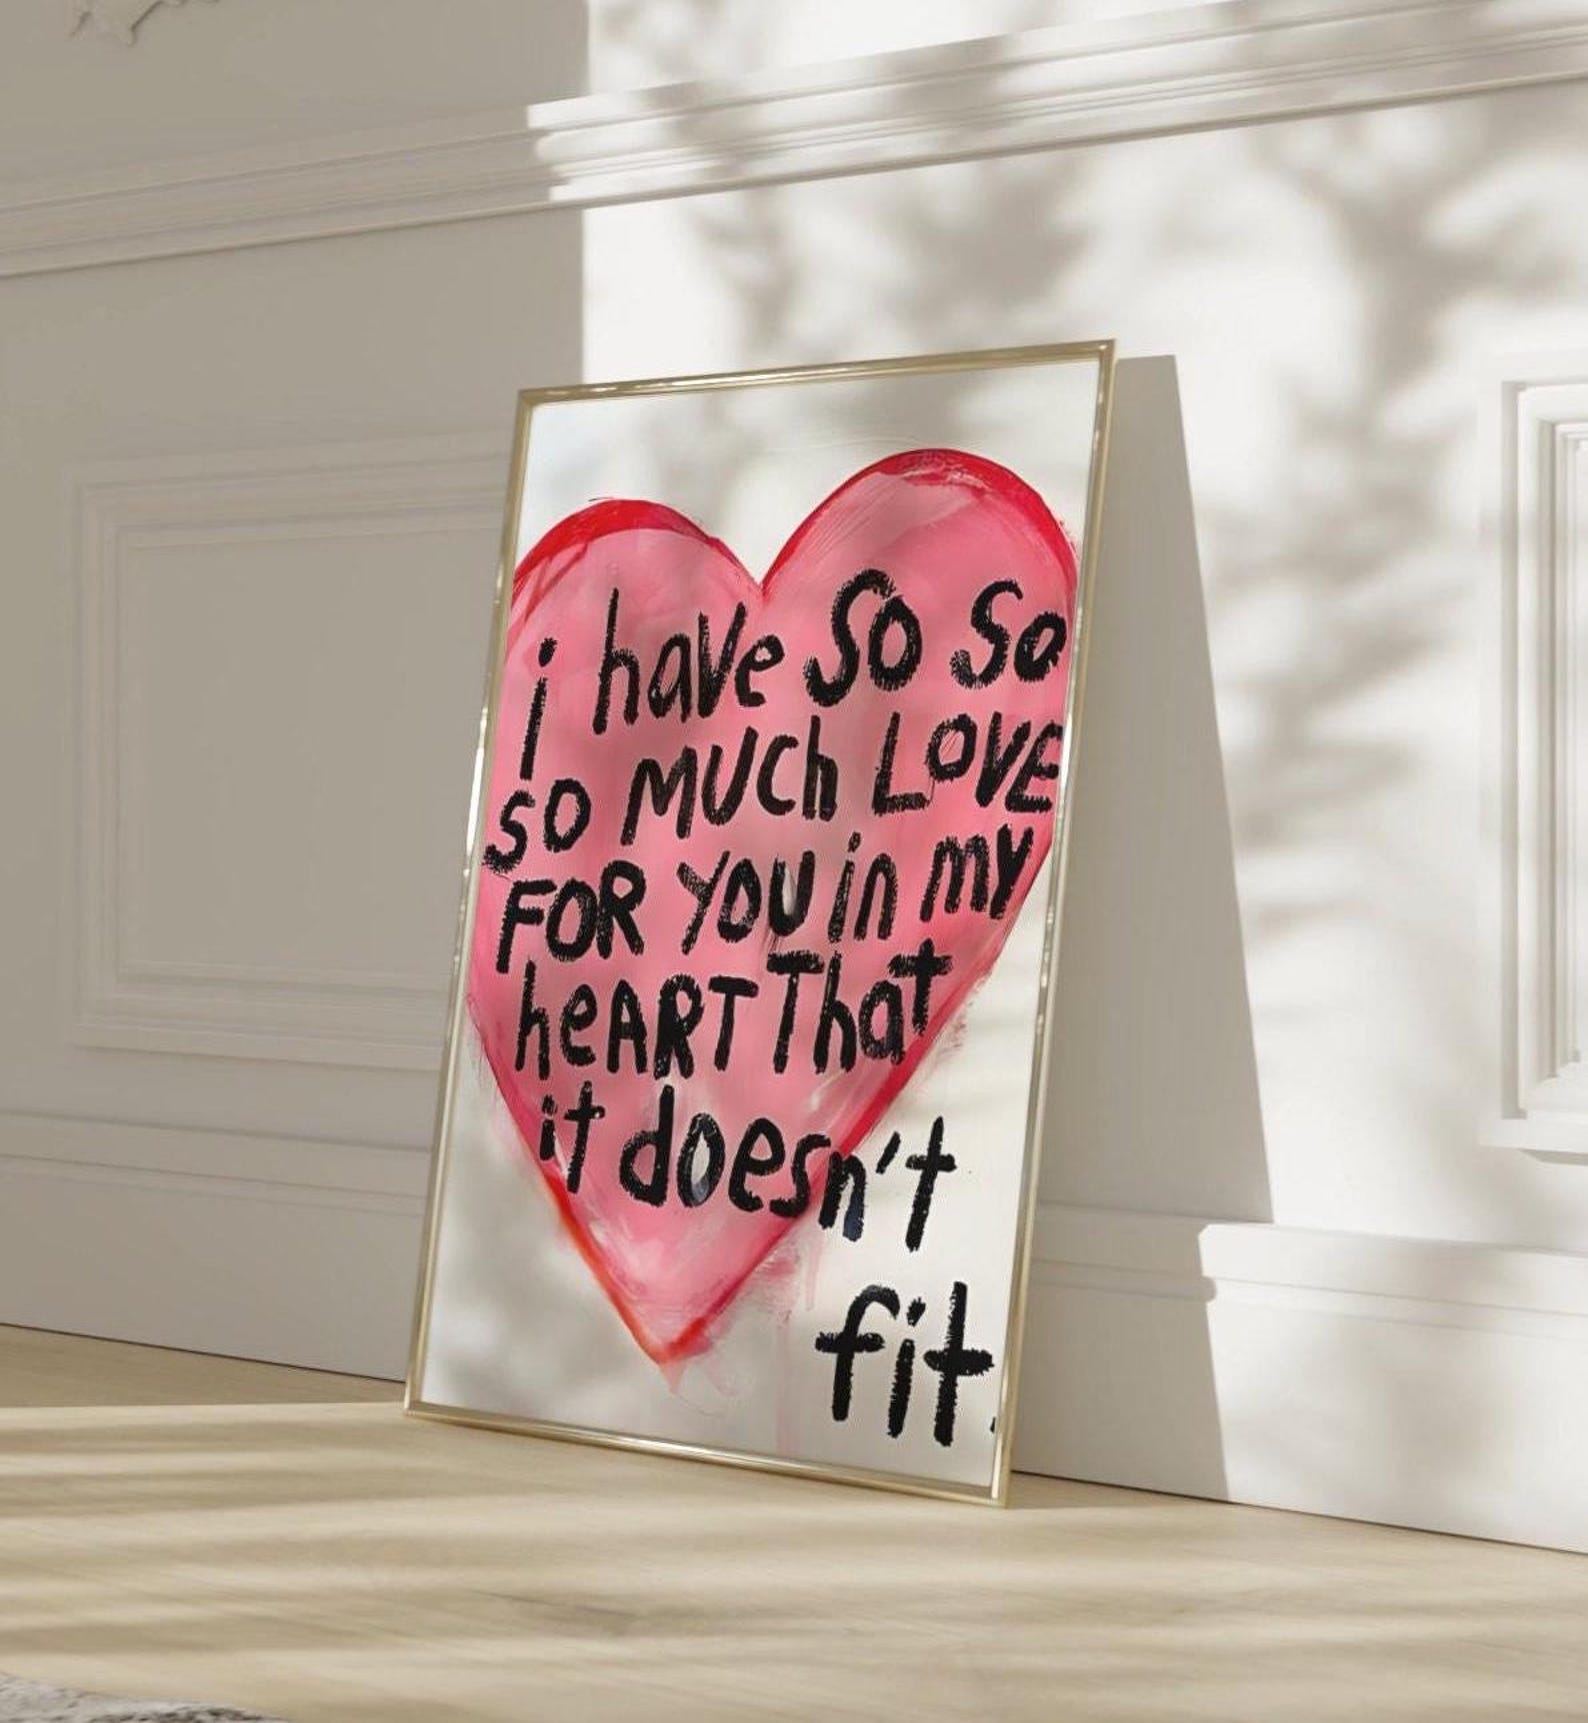 i have So So
so MUCh LOVE
FOR YOU in my
heART That
it doesn't
fit.